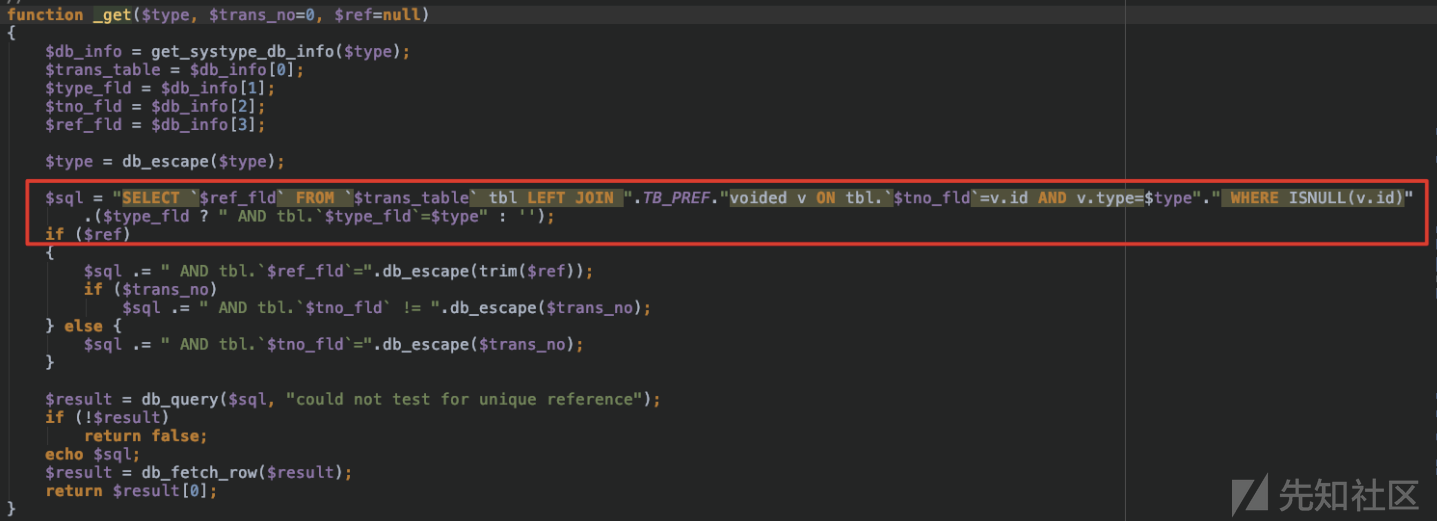 function _get($type, $trans_no=0, $ref=null)
{
    $db_info = get_systype_db_info($type);
    $trans_table = $db_info[0];
    $type_fld = $db_info[1];
    $tno_fld = $db_info[2];
    $ref_fld = $db_info[3];

    $type = db_escape($type);

    $sql = "SELECT `$ref_fld` FROM `$trans_table` tbl LEFT JOIN ".TB_PREF."voided v ON tbl.`$tno_fld`=v.id AND v.type=$type"." WHERE ISNULL(v.id)"
        .($type_fld ? " AND tbl.`$type_fld`=$type" : '');
    if ($ref)
    {
        $sql .= " AND tbl.`$ref_fld`=".db_escape(trim($ref));
        if ($trans_no)
            $sql .= " AND tbl.`$tno_fld` != ".db_escape($trans_no);
    } else {
        $sql .= " AND tbl.`$tno_fld`=".db_escape($trans_no);
    }

    $result = db_query($sql, "could not test for unique reference");
    if (!$result)
        return false;
    echo $sql;
    $result = db_fetch_row($result);
    return $result[0];
}
先知社区